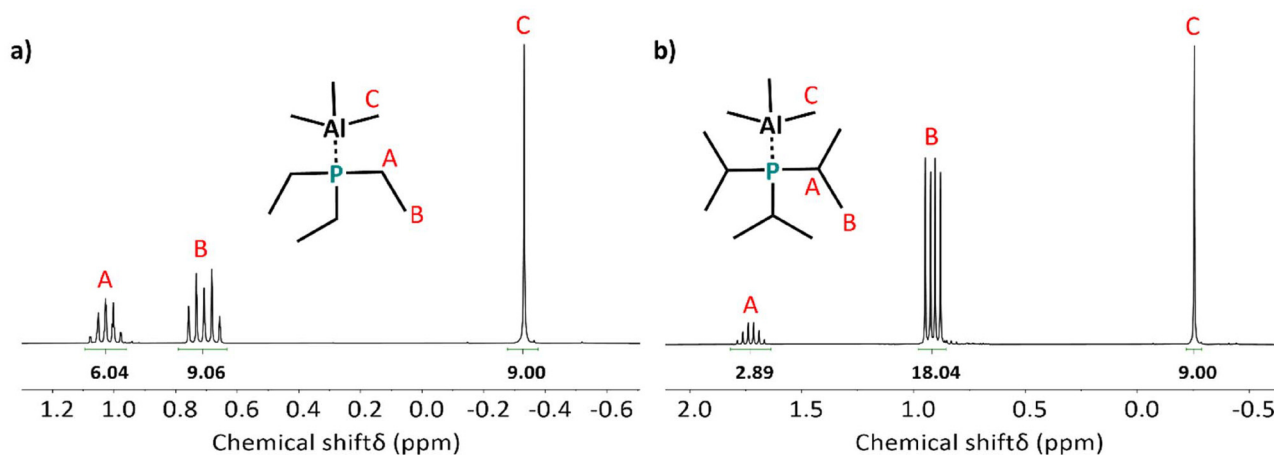 a)
C
Al
C
P
A
B
A
B
6.04
9.06
9.00
1.2 1.0 0.8 0.6 0.4 0.2 0.0 -0.2 -0.4 -0.6
Chemical shiftδ (ppm)
b)
C
Al
C
P
A
B
B
A
2.89
18.04
9.00
2.0 1.5 1.0 0.5 0.0 -0.5
Chemical shiftδ (ppm)